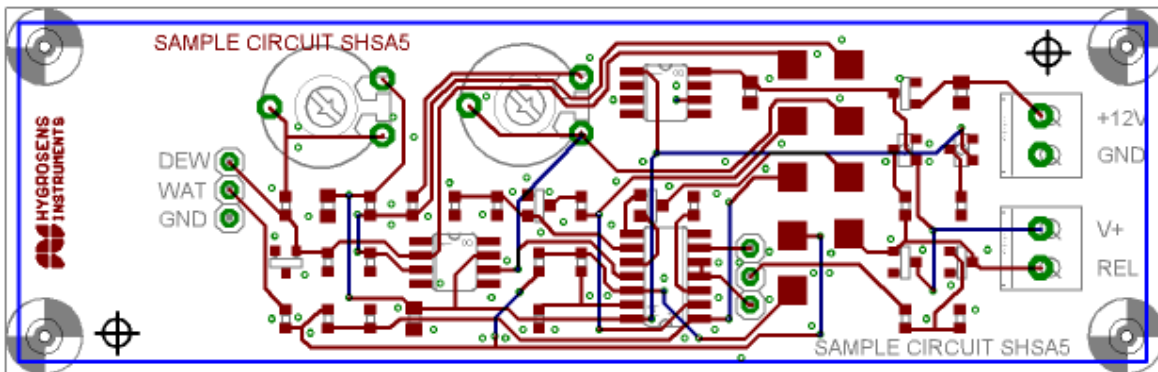 SAMPLE CIRCUIT SHSA5
HYGROSENS
INSTRUMENTS
DEW
WAT
GND
+12V
GND
V+
REL
SAMPLE CIRCUIT SHSA5